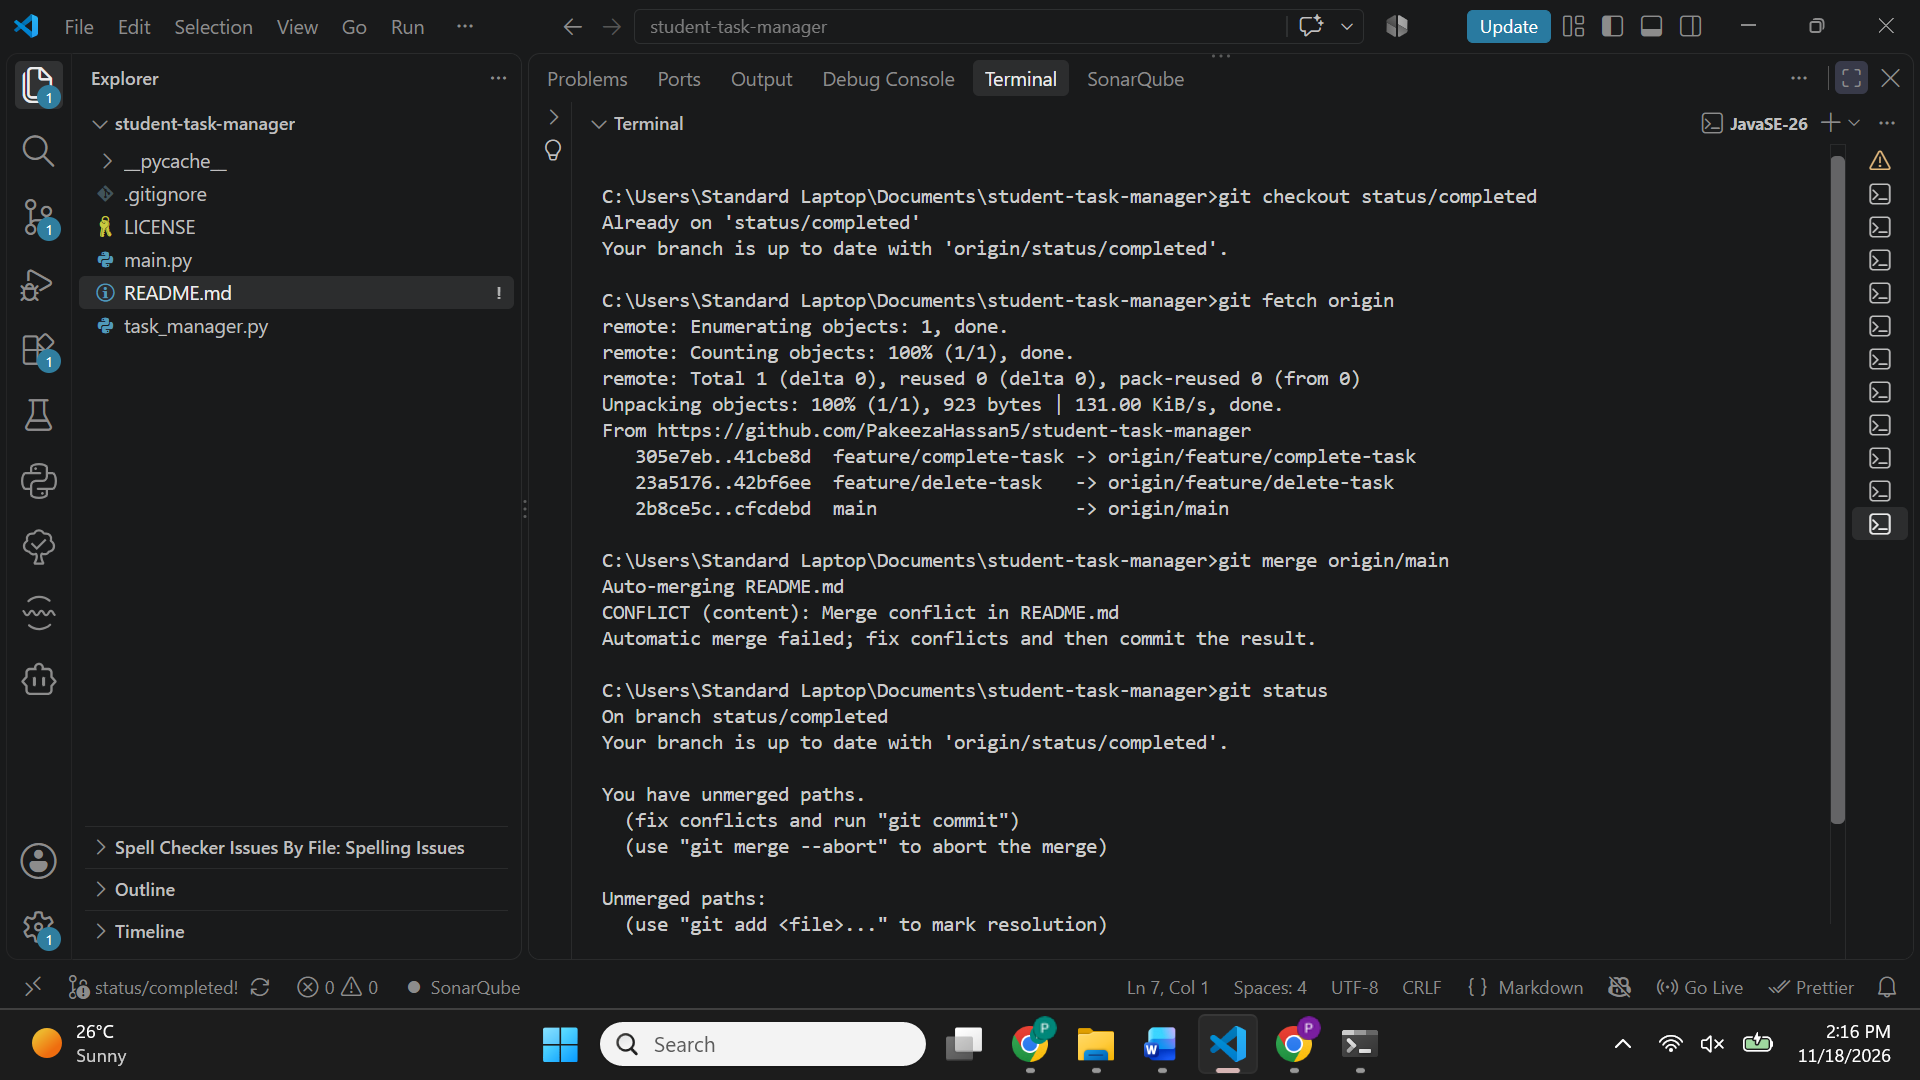 File Edit Selection View Go Run
student-task-manager
Update
Explorer
Problems Ports Output Debug Console Terminal SonarQube
1
student-task-manager
Terminal
JavaSE-26
__pycache__
.gitignore
LICENSE
main.py
README.md !
task_manager.py
1
1
C:\Users\Standard Laptop\Documents\student-task-manager>git checkout status/completed
Already on 'status/completed'
Your branch is up to date with 'origin/status/completed'.
C:\Users\Standard Laptop\Documents\student-task-manager>git fetch origin
remote: Enumerating objects: 1, done.
remote: Counting objects: 100% (1/1), done.
remote: Total 1 (delta 0), reused 0 (delta 0), pack-reused 0 (from 0)
Unpacking objects: 100% (1/1), 923 bytes | 131.00 KiB/s, done.
From https://github.com/PakeezaHassan5/student-task-manager
305e7eb..41cbe8d feature/complete-task -> origin/feature/complete-task
23a5176..42bf6ee feature/delete-task -> origin/feature/delete-task
2b8ce5c..cfcdebd main -> origin/main
C:\Users\Standard Laptop\Documents\student-task-manager>git merge origin/main
Auto-merging README.md
CONFLICT (content): Merge conflict in README.md
Automatic merge failed; fix conflicts and then commit the result.
C:\Users\Standard Laptop\Documents\student-task-manager>git status
On branch status/completed
Your branch is up to date with 'origin/status/completed'.
You have unmerged paths.
(fix conflicts and run "git commit")
(use "git merge --abort" to abort the merge)
Unmerged paths:
(use "git add <file>..." to mark resolution)
Spell Checker Issues By File: Spelling Issues
Outline
Timeline
1
status/completed! 0 0 SonarQube Ln 7, Col 1 Spaces: 4 UTF-8 CRLF {} Markdown Go Live Prettier
26°C
Sunny
Search
P
W
P
2:16 PM
11/18/2026